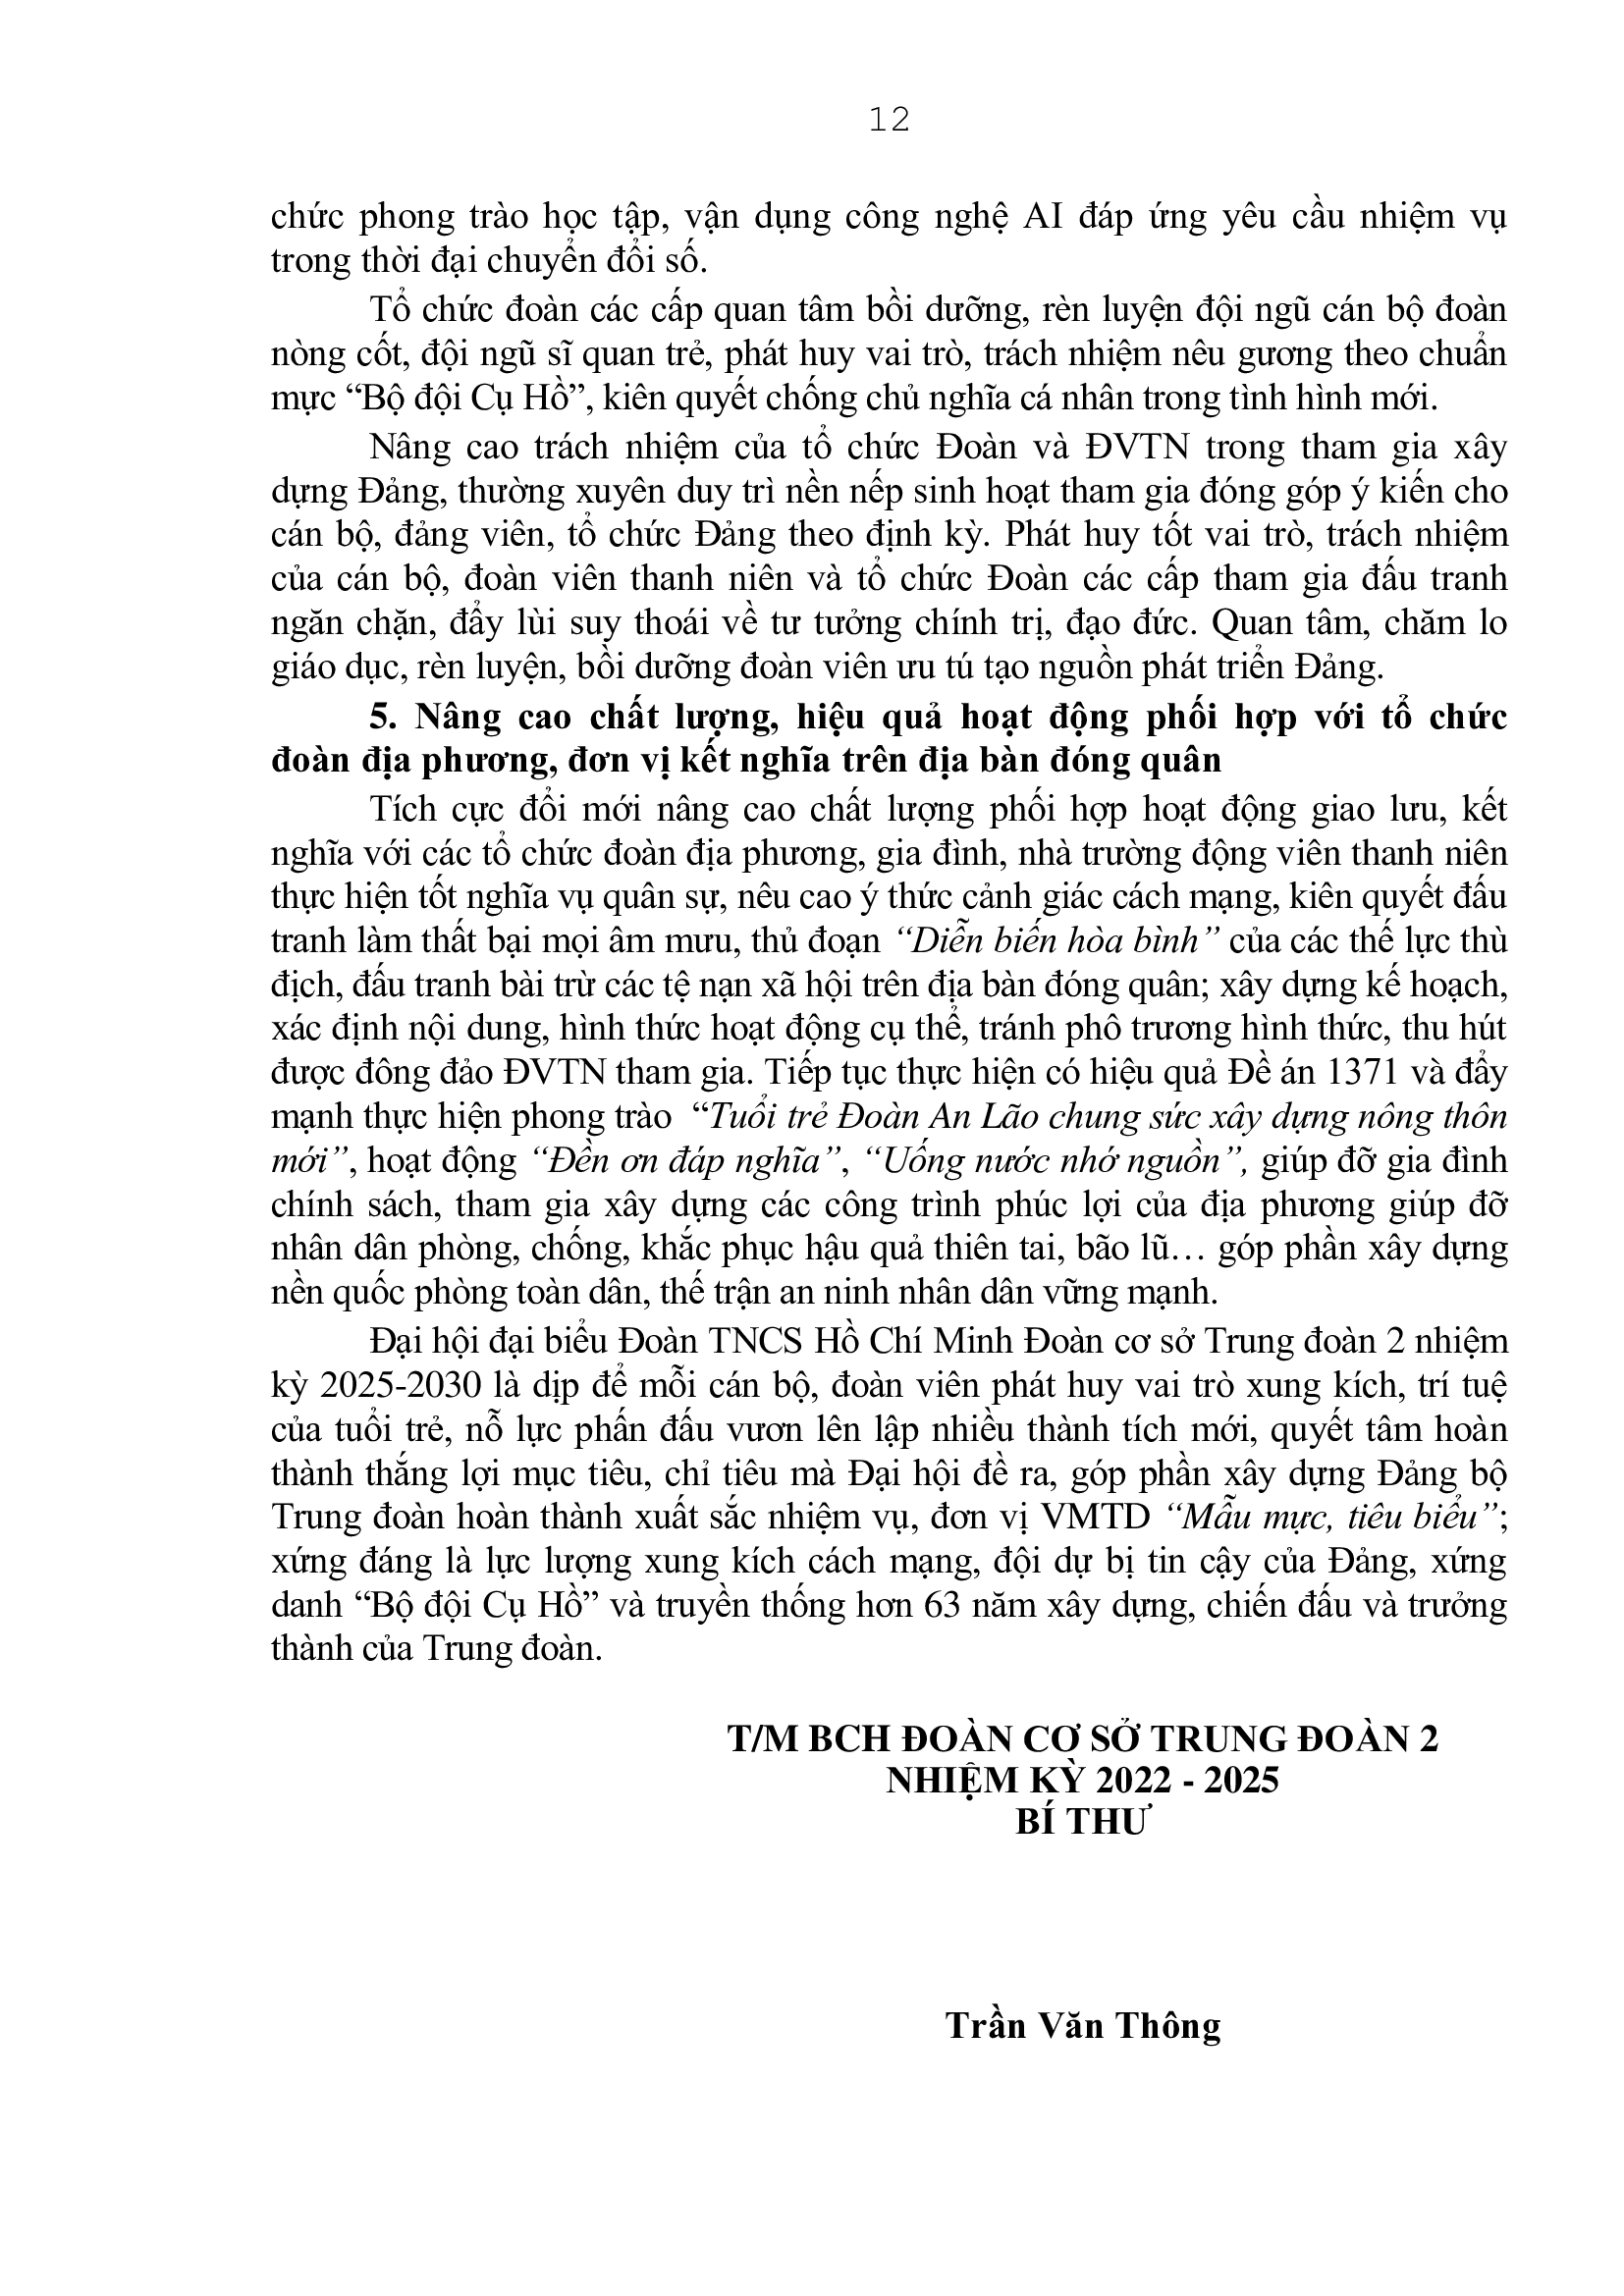 12
chức phong trào học tập, vận dụng công nghệ AI đáp ứng yêu cầu nhiệm vụ
trong thời đại chuyển đổi số.
Tổ chức đoàn các cấp quan tâm bồi dưỡng, rèn luyện đội ngũ cán bộ đoàn
nòng cốt, đội ngũ sĩ quan trẻ, phát huy vai trò, trách nhiệm nêu gương theo chuẩn
mực “Bộ đội Cụ Hồ”, kiên quyết chống chủ nghĩa cá nhân trong tình hình mới.
Nâng cao trách nhiệm của tổ chức Đoàn và ĐVTN trong tham gia xây
dựng Đảng, thường xuyên duy trì nền nếp sinh hoạt tham gia đóng góp ý kiến cho
cán bộ, đảng viên, tổ chức Đảng theo định kỳ. Phát huy tốt vai trò, trách nhiệm
của cán bộ, đoàn viên thanh niên và tổ chức Đoàn các cấp tham gia đấu tranh
ngăn chặn, đẩy lùi suy thoái về tư tưởng chính trị, đạo đức. Quan tâm, chăm lo
giáo dục, rèn luyện, bồi dưỡng đoàn viên ưu tú tạo nguồn phát triển Đảng.
5. Nâng cao chất lượng, hiệu quả hoạt động phối hợp với tổ chức
đoàn địa phương, đơn vị kết nghĩa trên địa bàn đóng quân
Tích cực đổi mới nâng cao chất lượng phối hợp hoạt động giao lưu, kết
nghĩa với các tổ chức đoàn địa phương, gia đình, nhà trường động viên thanh niên
thực hiện tốt nghĩa vụ quân sự, nêu cao ý thức cảnh giác cách mạng, kiên quyết đấu
tranh làm thất bại mọi âm mưu, thủ đoạn “Diễn biến hòa bình” của các thế lực thù
địch, đấu tranh bài trừ các tệ nạn xã hội trên địa bàn đóng quân; xây dựng kế hoạch,
xác định nội dung, hình thức hoạt động cụ thể, tránh phô trương hình thức, thu hút
được đông đảo ĐVTN tham gia. Tiếp tục thực hiện có hiệu quả Đề án 1371 và đẩy
mạnh thực hiện phong trào “Tuổi trẻ Đoàn An Lão chung sức xây dựng nông thôn
mới”, hoạt động “Đền ơn đáp nghĩa”, “Uống nước nhớ nguồn”, giúp đỡ gia đình
chính sách, tham gia xây dựng các công trình phúc lợi của địa phương giúp đỡ
nhân dân phòng, chống, khắc phục hậu quả thiên tai, bão lũ… góp phần xây dựng
nền quốc phòng toàn dân, thế trận an ninh nhân dân vững mạnh.
Đại hội đại biểu Đoàn TNCS Hồ Chí Minh Đoàn cơ sở Trung đoàn 2 nhiệm
kỳ 2025-2030 là dịp để mỗi cán bộ, đoàn viên phát huy vai trò xung kích, trí tuệ
của tuổi trẻ, nỗ lực phấn đấu vươn lên lập nhiều thành tích mới, quyết tâm hoàn
thành thắng lợi mục tiêu, chỉ tiêu mà Đại hội đề ra, góp phần xây dựng Đảng bộ
Trung đoàn hoàn thành xuất sắc nhiệm vụ, đơn vị VMTD “Mẫu mực, tiêu biểu”;
xứng đáng là lực lượng xung kích cách mạng, đội dự bị tin cậy của Đảng, xứng
danh “Bộ đội Cụ Hồ” và truyền thống hơn 63 năm xây dựng, chiến đấu và trưởng
thành của Trung đoàn.
T/M BCH ĐOÀN CƠ SỞ TRUNG ĐOÀN 2
NHIỆM KỲ 2022 - 2025
BÍ THƯ
Trần Văn Thông